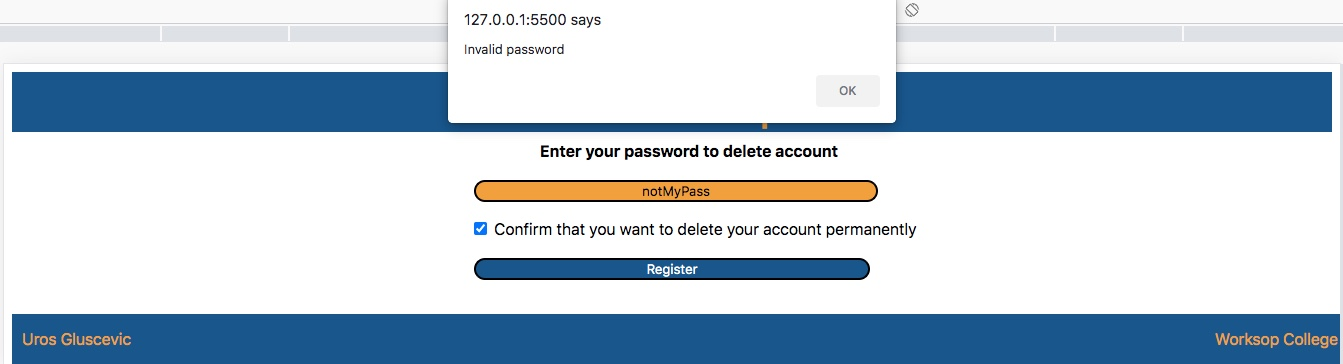 127.0.0.1:5500 says
Invalid password
OK
Enter your password to delete account
notMyPass
Confirm that you want to delete your account permanently
Register
Uros Gluscevic
Worksop College